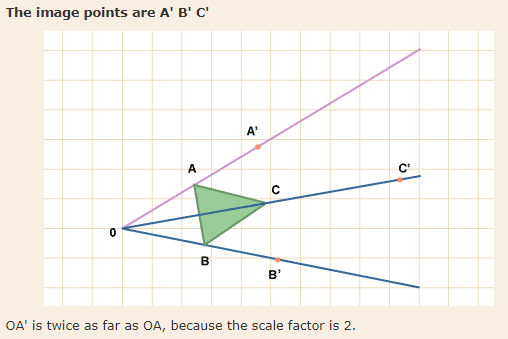 The image points are A' B' C'
A'
A
C'
C
0
B
B'
OA' is twice as far as OA, because the scale factor is 2.